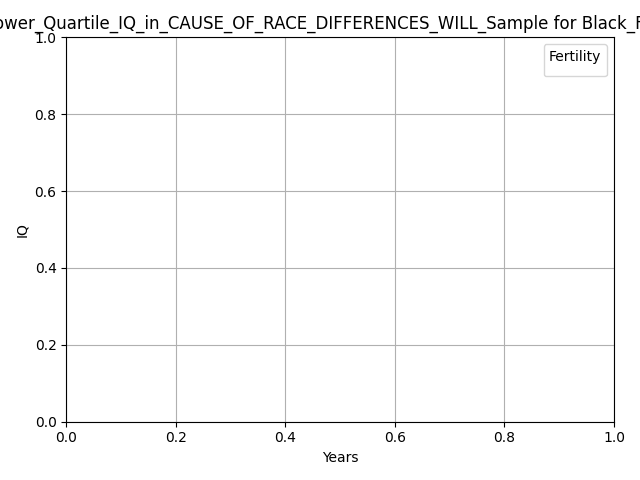 ower_Quartile_IQ_in_CAUSE_OF_RACE_DIFFERENCES_WILL_Sample for Black_F
Fertility
1.0
0.8
0.6
0.4
0.2
0.0
IQ
0.0 0.2 0.4 0.6 0.8 1.0
Years